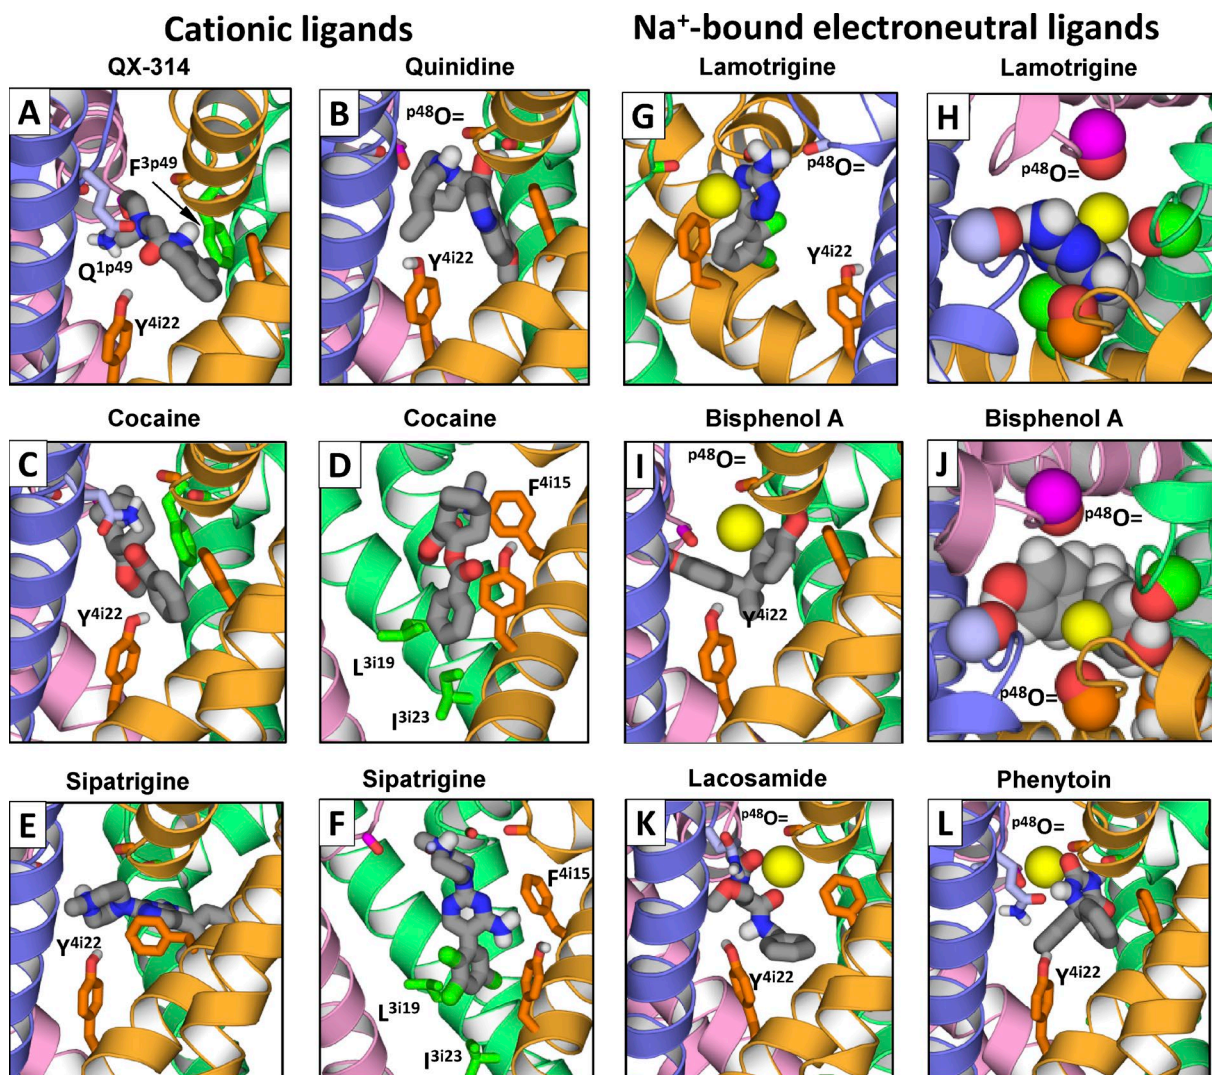 Cationic ligands
Na⁺-bound electroneutral ligands
QX-314
Quinidine
Lamotrigine
Lamotrigine
A
F³ᵖ⁴⁹
Q¹ᵖ⁴⁹
Y⁴ⁱ²²
B
ᵖ⁴⁸O=
Y⁴ⁱ²²
G
ᵖ⁴⁸O=
Y⁴ⁱ²²
H
ᵖ⁴⁸O=
Cocaine
Cocaine
Bisphenol A
Bisphenol A
C
Y⁴ⁱ²²
D
F⁴ⁱ¹⁵
L³ⁱ¹⁹
I³ⁱ²³
I
ᵖ⁴⁸O=
Y⁴ⁱ²²
J
ᵖ⁴⁸O=
ᵖ⁴⁸O=
Sipatrigine
Sipatrigine
Lacosamide
Phenytoin
E
Y⁴ⁱ²²
F
F⁴ⁱ¹⁵
L³ⁱ¹⁹
I³ⁱ²³
K
ᵖ⁴⁸O=
Y⁴ⁱ²²
L
ᵖ⁴⁸O=
Y⁴ⁱ²²